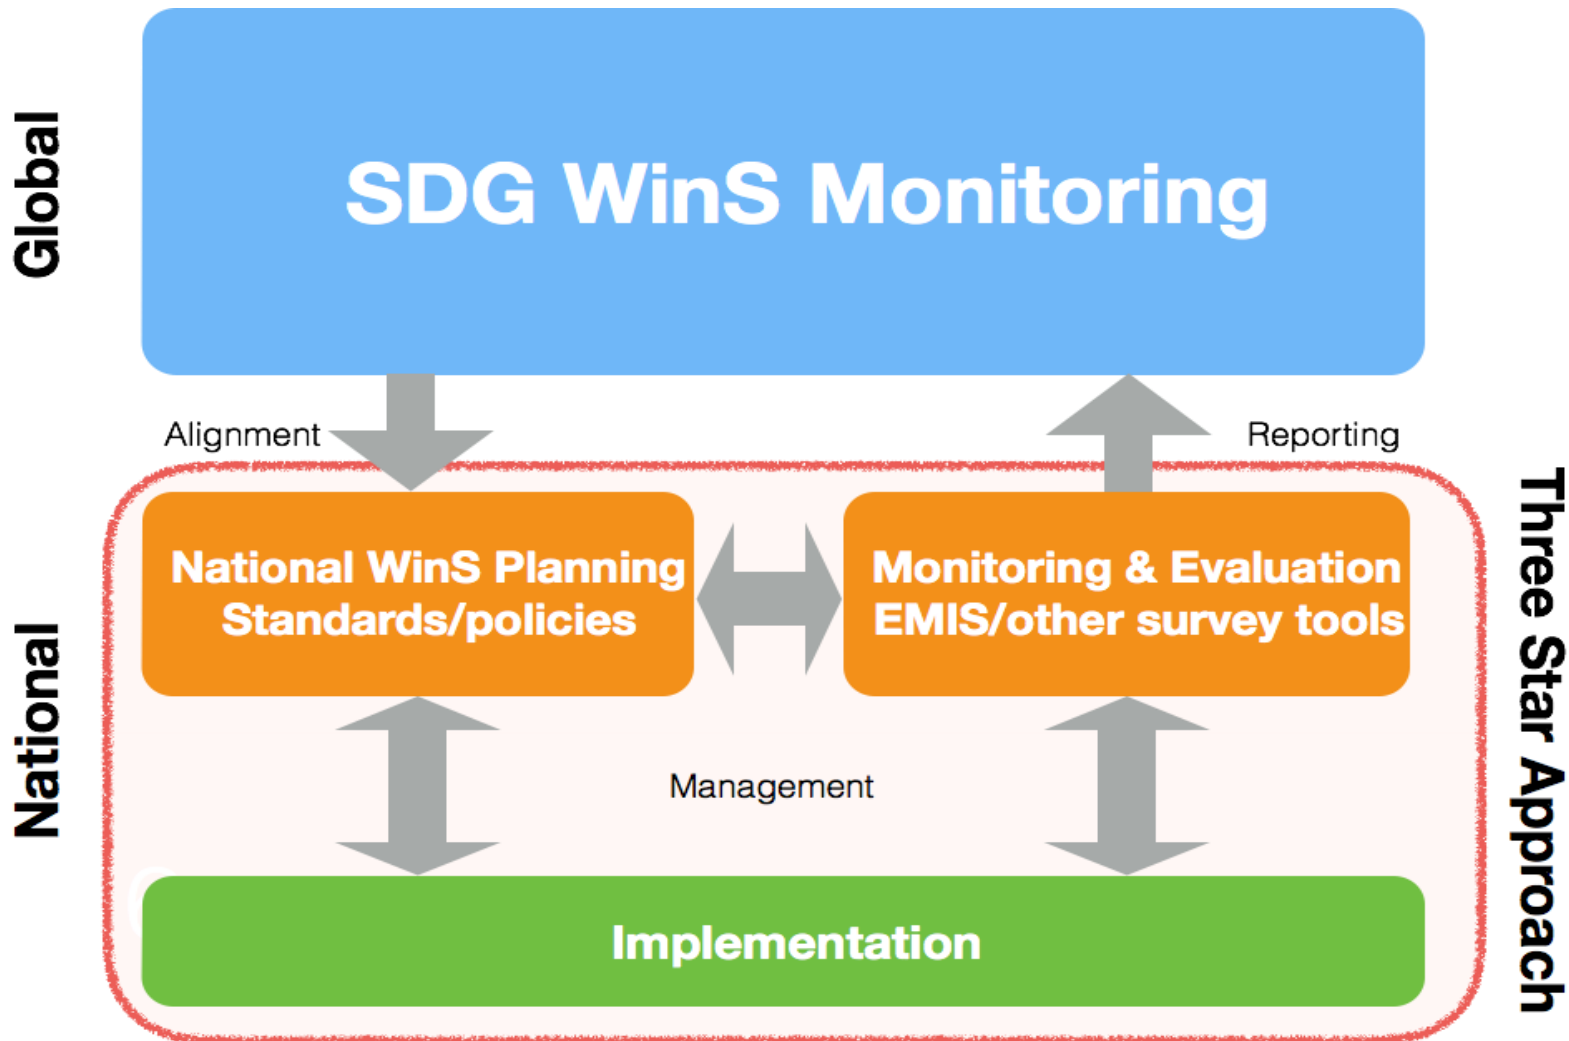 Global
SDG WinS Monitoring
Alignment
Reporting
National
National WinS Planning
Standards/policies
Monitoring & Evaluation
EMIS/other survey tools
Three Star Approach
Management
Implementation